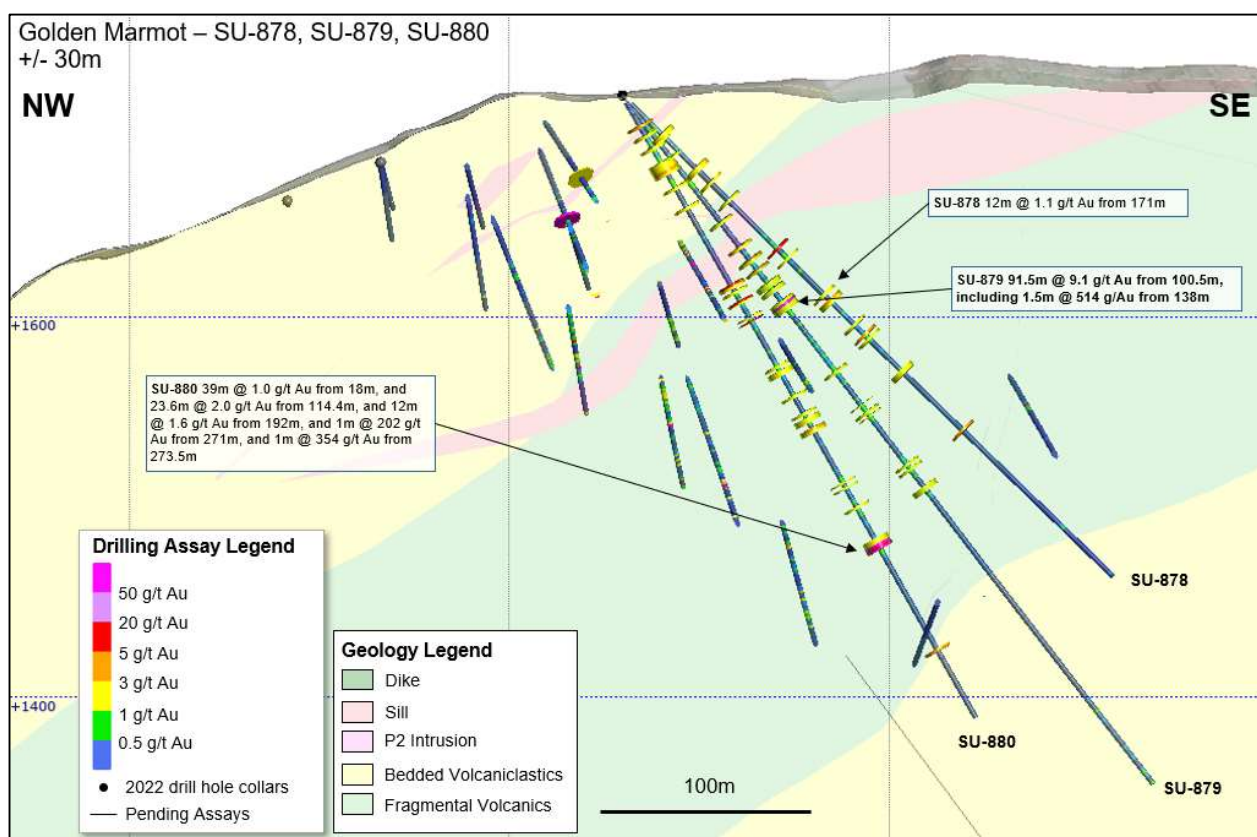 Golden Marmot – SU-878, SU-879, SU-880
+/- 30m
NW
SE
SU-878 12m @ 1.1 g/t Au from 171m
SU-879 91.5m @ 9.1 g/t Au from 100.5m,
including 1.5m @ 514 g/Au from 138m
+1600
SU-880 39m @ 1.0 g/t Au from 18m, and
23.6m @ 2.0 g/t Au from 114.4m, and 12m
@ 1.6 g/t Au from 192m, and 1m @ 202 g/t
Au from 271m, and 1m @ 354 g/t Au from
273.5m
Drilling Assay Legend
50 g/t Au
20 g/t Au
5 g/t Au
3 g/t Au
1 g/t Au
0.5 g/t Au
2022 drill hole collars
Pending Assays
Geology Legend
Dike
Sill
P2 Intrusion
Bedded Volcaniclastics
Fragmental Volcanics
SU-878
+1400
SU-880
100m
SU-879